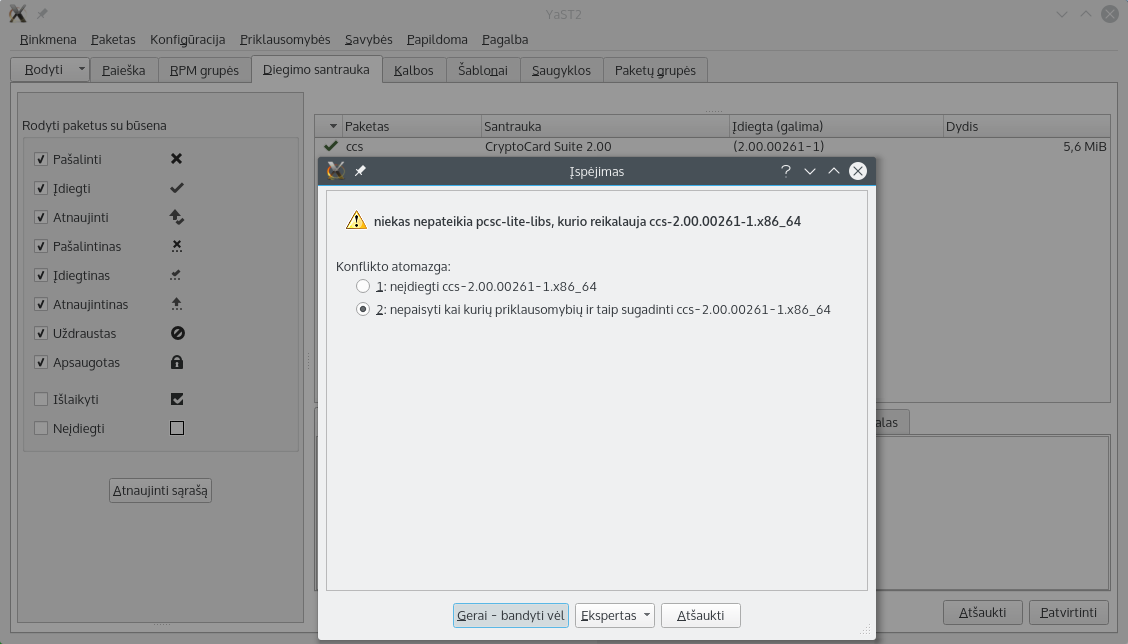 YaST2
Rinkmena Paketas Konfigūracija Priklausomybės Savybės Papildoma Pagalba
Rodyti Paieška RPM grupės Diegimo santrauka Kalbos Šablonai Saugyklos Paketų grupės
Rodyti paketus su būsena
Pašalinti
Įdiegti
Atnaujinti
Pašalintinas
Įdiegtinas
Atnaujintinas
Uždraustas
Apsaugotas
Išlaikyti
Neįdiegti
Atnaujinti sąrašą
Paketas Santrauka Įdiegta (galima) Dydis
ccs CryptoCard Suite 2.00 (2.00.00261-1) 5,6 MiB
Įspėjimas
niekas nepateikia pcsc-lite-libs, kurio reikalauja ccs-2.00.00261-1.x86_64
Konflikto atomazga:
1: neįdiegti ccs-2.00.00261-1.x86_64
2: nepaisyti kai kurių priklausomybių ir taip sugadinti ccs-2.00.00261-1.x86_64
Gerai - bandyti vėl Ekspertas Atšaukti
alas
Atšaukti Patvirtinti